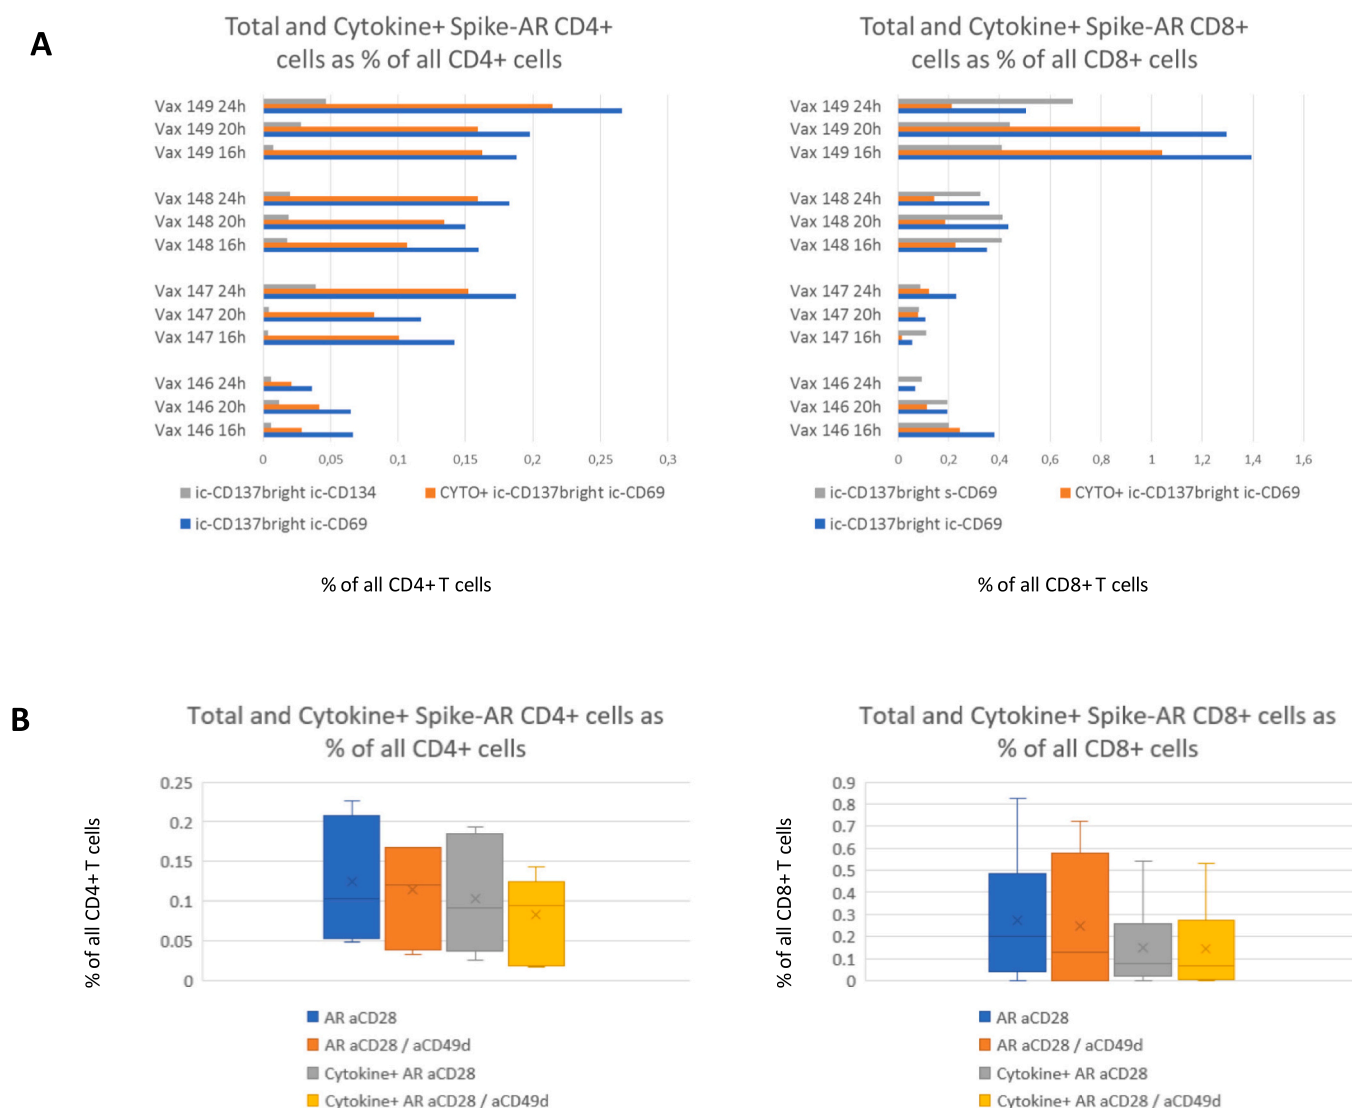 A
Total and Cytokine+ Spike-AR CD4+
cells as % of all CD4+ cells
Vax 149 24h
Vax 149 20h
Vax 149 16h
Vax 148 24h
Vax 148 20h
Vax 148 16h
Vax 147 24h
Vax 147 20h
Vax 147 16h
Vax 146 24h
Vax 146 20h
Vax 146 16h
0 0,05 0,1 0,15 0,2 0,25 0,3
ic-CD137bright ic-CD134 CYTO+ ic-CD137bright ic-CD69
ic-CD137bright ic-CD69
% of all CD4+ T cells
Total and Cytokine+ Spike-AR CD8+
cells as % of all CD8+ cells
Vax 149 24h
Vax 149 20h
Vax 149 16h
Vax 148 24h
Vax 148 20h
Vax 148 16h
Vax 147 24h
Vax 147 20h
Vax 147 16h
Vax 146 24h
Vax 146 20h
Vax 146 16h
0 0,2 0,4 0,6 0,8 1 1,2 1,4 1,6
ic-CD137bright s-CD69 CYTO+ ic-CD137bright ic-CD69
ic-CD137bright ic-CD69
% of all CD8+ T cells
B
Total and Cytokine+ Spike-AR CD4+ cells as
% of all CD4+ cells
% of all CD4+ T cells
0.25
0.2
0.15
0.1
0.05
0
AR aCD28
AR aCD28 / aCD49d
Cytokine+ AR aCD28
Cytokine+ AR aCD28 / aCD49d
Total and Cytokine+ Spike-AR CD8+ cells as
% of all CD8+ cells
% of all CD8+ T cells
0.9
0.8
0.7
0.6
0.5
0.4
0.3
0.2
0.1
0
AR aCD28
AR aCD28 / aCD49d
Cytokine+ AR aCD28
Cytokine+ AR aCD28 / aCD49d